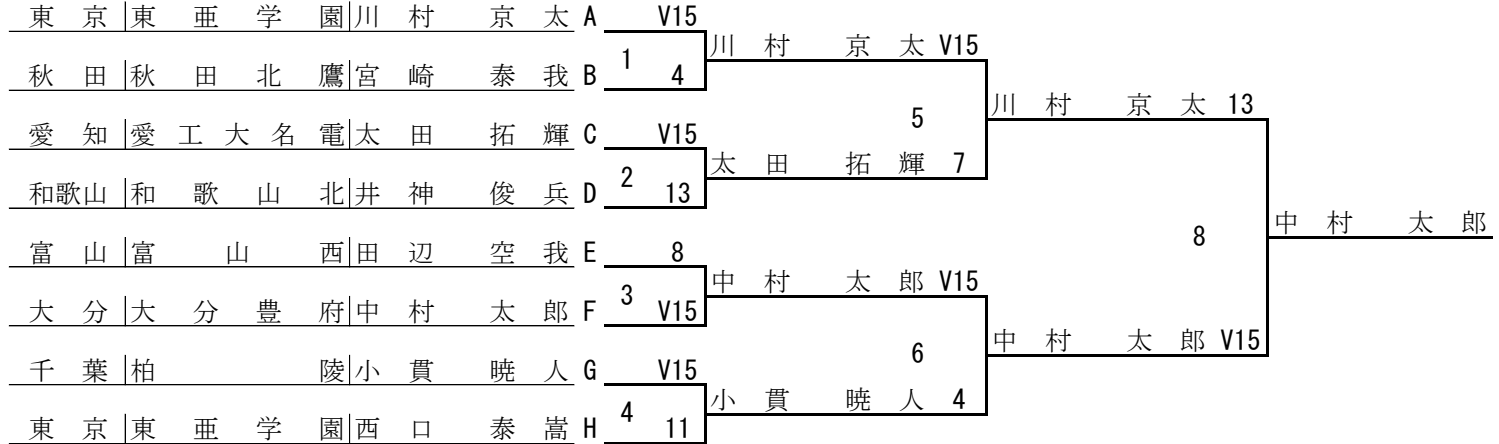 東京 東亜学園 川村京太 A V15
川村 京太 V15
1
秋田 秋田北鷹 宮崎泰我 B 4
川村 京太 13
5
愛知 愛工大名電 太田拓輝 C V15
太田 拓輝 7
2
和歌山 和歌山北 井神俊兵 D 13
中村 太郎
8
富山 富山西 田辺空我 E 8
中村 太郎 V15
3
大分 大分豊府 中村太郎 F V15
中村 太郎 V15
6
千葉 柏陵 小貫暁人 G V15
小貫 暁人 4
4
東京 東亜学園 西口泰嵩 H 11